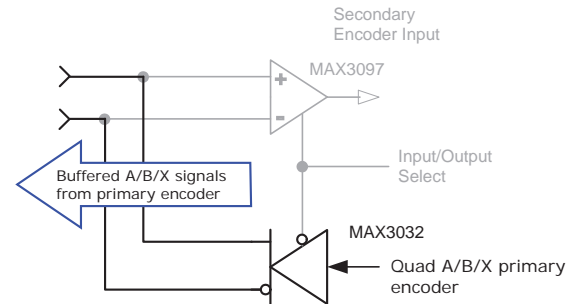 Secondary
Encoder Input
MAX3097
+
-
Buffered A/B/X signals
from primary encoder
Input/Output
Select
MAX3032
Quad A/B/X primary
encoder